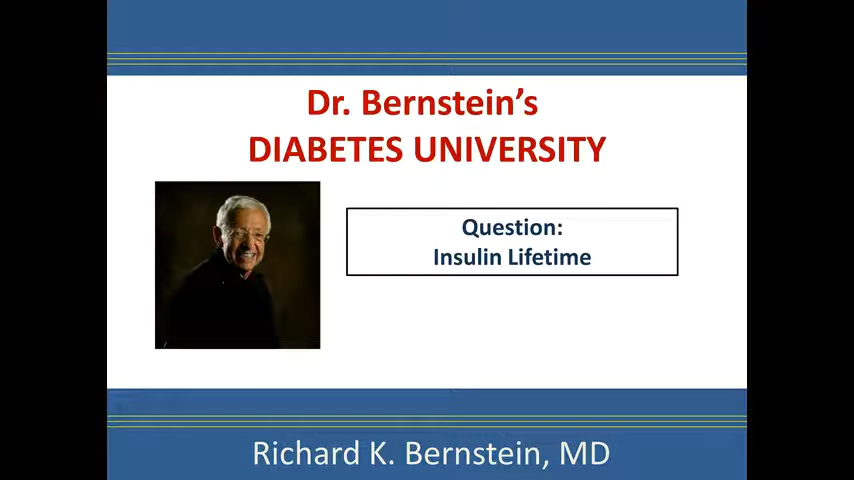 Dr. Bernstein’s
DIABETES UNIVERSITY
Question:
Insulin Lifetime
Richard K. Bernstein, MD